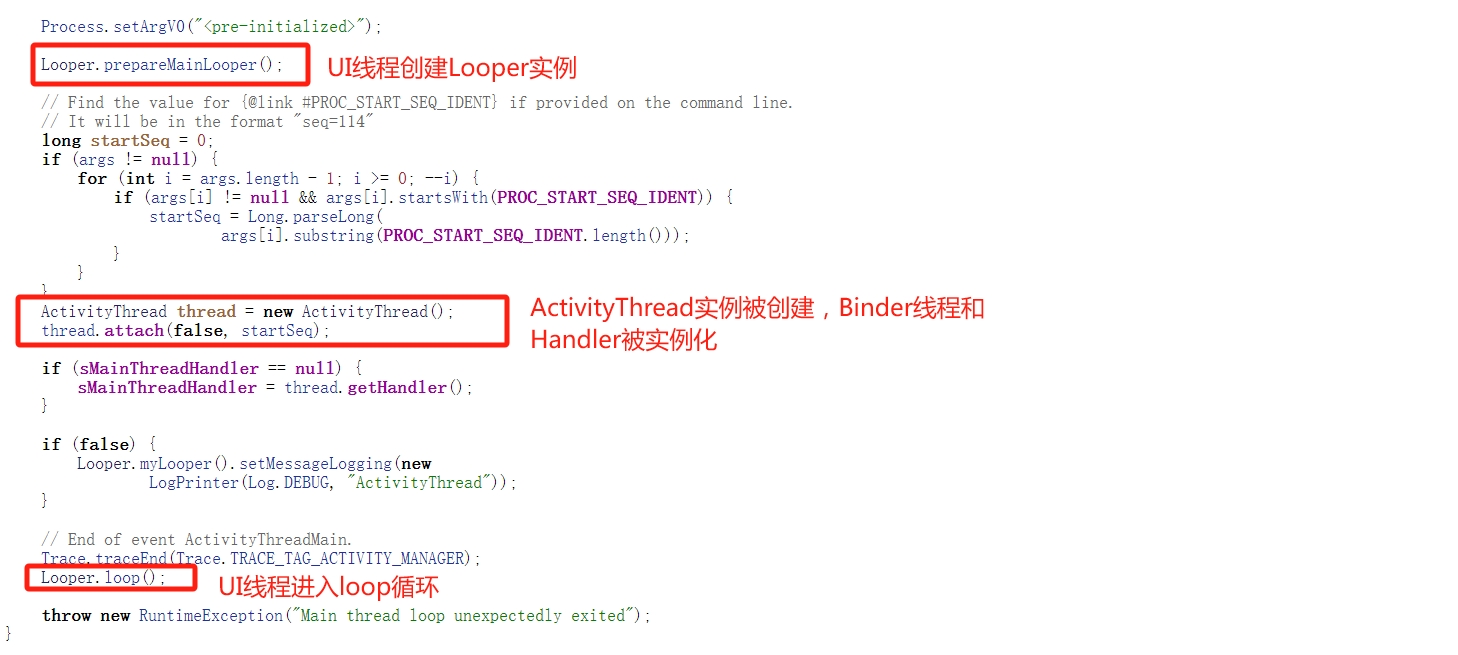 Process.setArgV0("<pre-initialized>");
Looper.prepareMainLooper();
UI线程创建Looper实例
// Find the value for {@link #PROC_START_SEQ_IDENT} if provided on the command line.
// It will be in the format "seq=114"
long startSeq = 0;
if (args != null) {
for (int i = args.length - 1; i >= 0; --i) {
if (args[i] != null && args[i].startsWith(PROC_START_SEQ_IDENT)) {
startSeq = Long.parseLong(
args[i].substring(PROC_START_SEQ_IDENT.length()));
}
}
}
ActivityThread thread = new ActivityThread();
thread.attach(false, startSeq);
ActivityThread实例被创建，Binder线程和
Handler被实例化
if (sMainThreadHandler == null) {
sMainThreadHandler = thread.getHandler();
}
if (false) {
Looper.myLooper().setMessageLogging(new
LogPrinter(Log.DEBUG, "ActivityThread"));
}
// End of event ActivityThreadMain.
Trace.traceEnd(Trace.TRACE_TAG_ACTIVITY_MANAGER);
Looper.loop();
UI线程进入loop循环
throw new RuntimeException("Main thread loop unexpectedly exited");
}